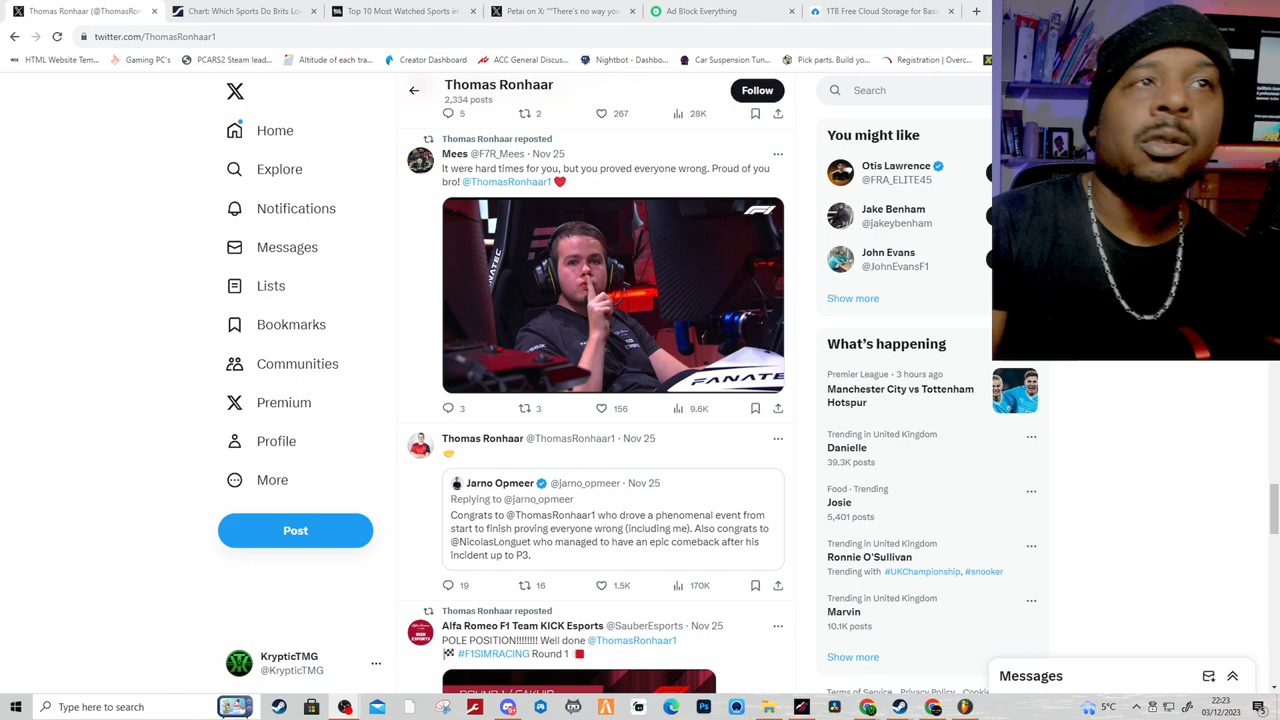 Thomas Ronhaar (@ThomasRon
Chart: Which Sports Do Brits Lo
Top 10 Most Watched Sports in
Petai on X: "“There's no way you
Ad Block Everything
1TB Free Cloud Storage for Basi
twitter.com/ThomasRonhaar1
HTML Website Tem...
Gaming PC's
PCARS2 Steam lead...
Altitude of each tra...
Creator Dashboard
ACC General Discus...
Nightbot - Dashbo...
Car Suspension Tun...
Pick parts. Build yo...
Registration | Overc...
Home
Explore
Notifications
Messages
Lists
Bookmarks
Communities
Premium
Profile
More
Post
KrypticTMG
@KrypticTMG
Thomas Ronhaar
2,334 posts
Follow
5 2 267 28K
Thomas Ronhaar reposted
Mees @F7R_Mees · Nov 25
It were hard times for you, but you proved everyone wrong. Proud of you
bro! @ThomasRonhaar1 ❤️
F1
FANATEC
3 3 156 9.6K
Thomas Ronhaar @ThomasRonhaar1 · Nov 25
🤝
Jarno Opmeer @jarno_opmeer · Nov 25
Replying to @jarno_opmeer
Congrats to @ThomasRonhaar1 who drove a phenomenal event from
start to finish proving everyone wrong (including me). Also congrats to
@NicolasLonguet who managed to have an epic comeback after his
incident up to P3.
19 16 1.5K 170K
Thomas Ronhaar reposted
Alfa Romeo F1 Team KICK Esports @SauberEsports · Nov 25
POLE POSITION!!!!!!!! Well done @ThomasRonhaar1
🏁 #F1SIMRACING Round 1
Search
You might like
Otis Lawrence
@FRA_ELITE45
Jake Benham
@jakeybenham
John Evans
@JohnEvansF1
Show more
What's happening
Premier League · 3 hours ago
Manchester City vs Tottenham
Hotspur
Trending in United Kingdom
Danielle
39.3K posts
Food · Trending
Josie
5,401 posts
Trending in United Kingdom
Ronnie O'Sullivan
Trending with #UKChampionship, #snooker
Trending in United Kingdom
Marvin
10.1K posts
Show more
Terms of Service Privacy Policy Cookie
Messages
Type here to search
5°C
22:23
03/12/2023